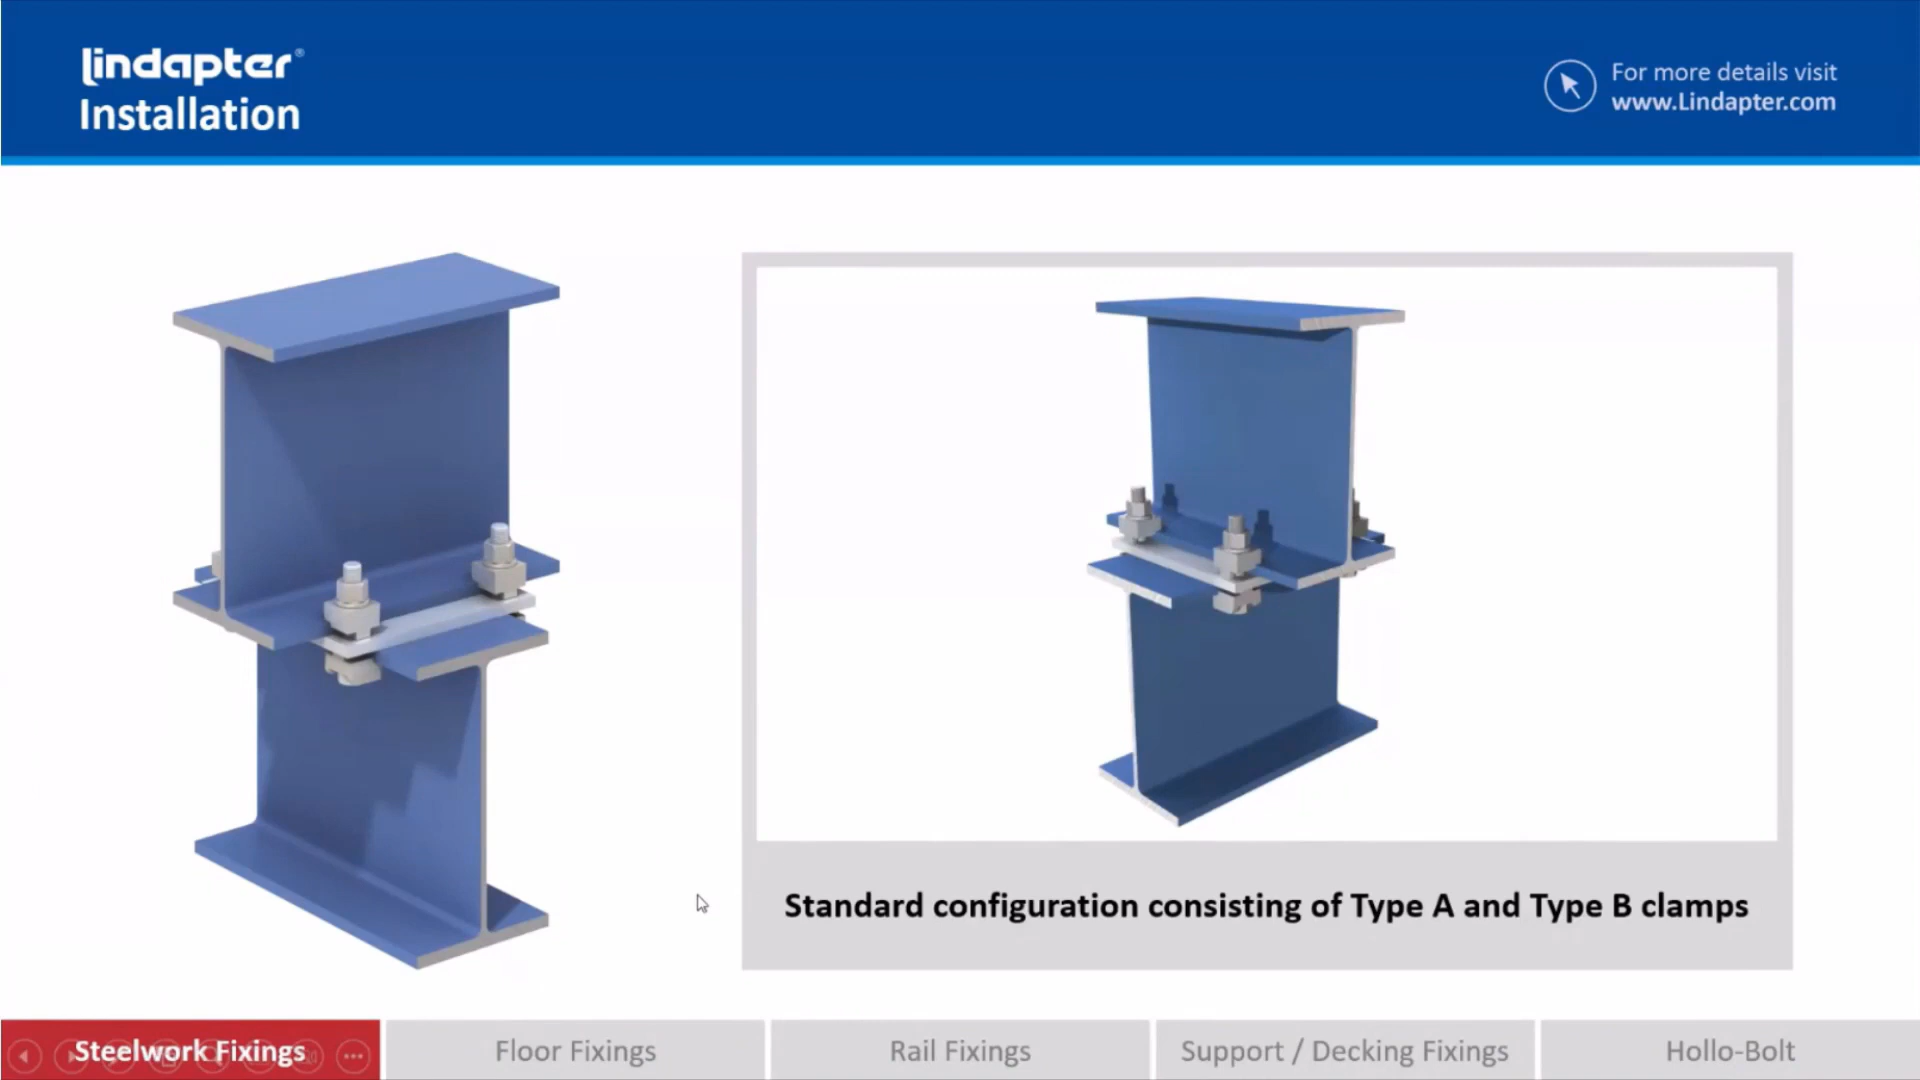 lindapter®
Installation
For more details visit
www.Lindapter.com
Standard configuration consisting of Type A and Type B clamps
Steelwork Fixings
Floor Fixings
Rail Fixings
Support / Decking Fixings
Hollo-Bolt